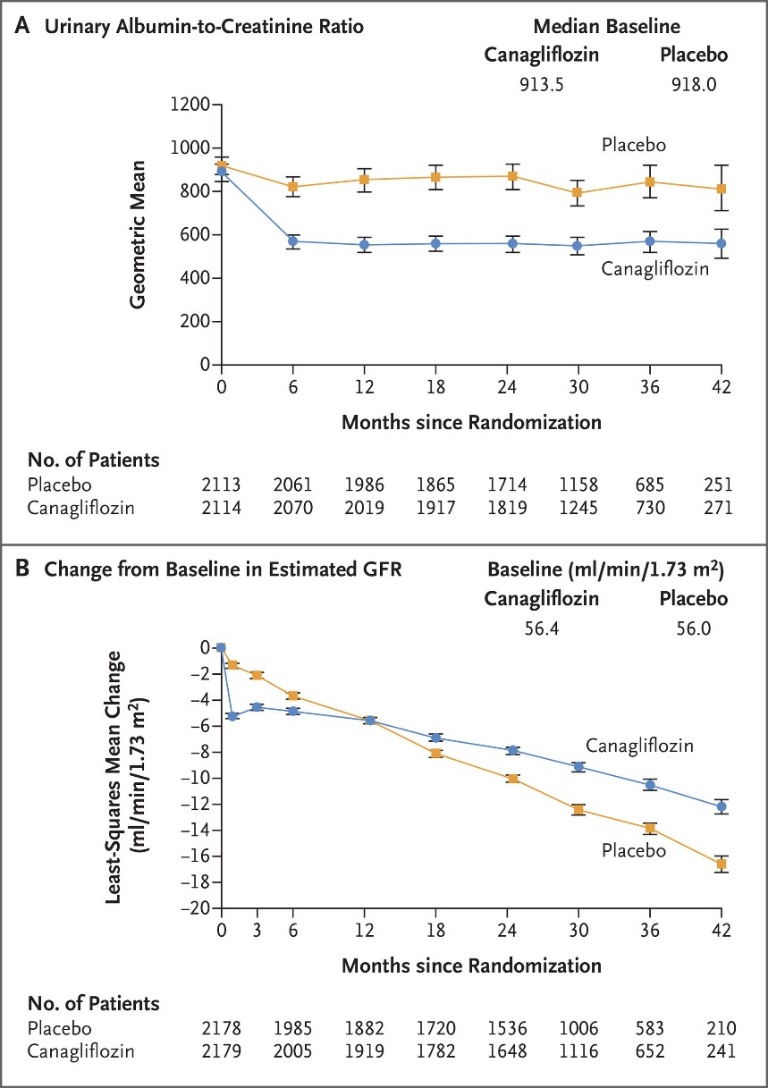 A Urinary Albumin-to-Creatinine Ratio
Median Baseline
Canagliflozin Placebo
913.5 918.0
Geometric Mean
1200
1000
800
600
400
200
0
Placebo
Canagliflozin
0 6 12 18 24 30 36 42
Months since Randomization
No. of Patients
Placebo 2113 2061 1986 1865 1714 1158 685 251
Canagliflozin 2114 2070 2019 1917 1819 1245 730 271
B Change from Baseline in Estimated GFR
Baseline (ml/min/1.73 m²)
Canagliflozin Placebo
56.4 56.0
Least-Squares Mean Change
(ml/min/1.73 m²)
0
−2
−4
−6
−8
−10
−12
−14
−16
−18
−20
Canagliflozin
Placebo
0 3 6 12 18 24 30 36 42
Months since Randomization
No. of Patients
Placebo 2178 1985 1882 1720 1536 1006 583 210
Canagliflozin 2179 2005 1919 1782 1648 1116 652 241